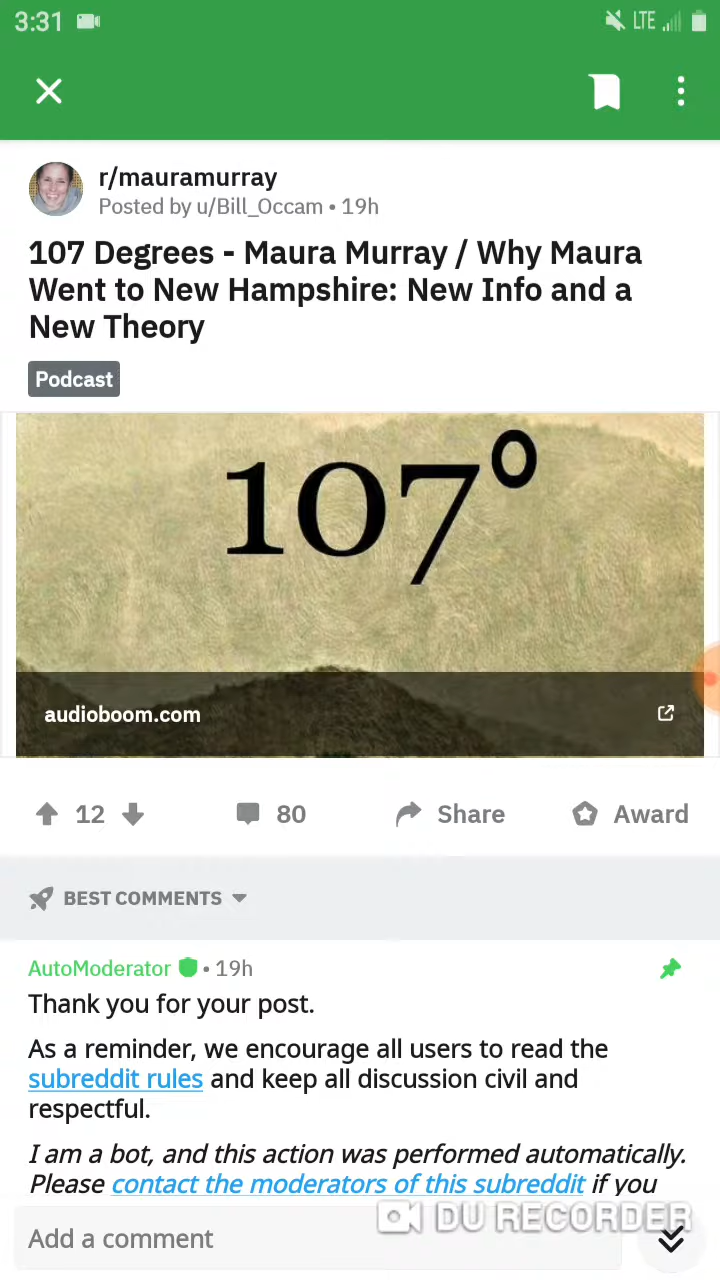 3:31 LTE
r/mauramurray
Posted by u/Bill_Occam • 19h
107 Degrees - Maura Murray / Why Maura
Went to New Hampshire: New Info and a
New Theory
Podcast
107°
audioboom.com
12 80 Share Award
BEST COMMENTS
AutoModerator • 19h
Thank you for your post.
As a reminder, we encourage all users to read the
subreddit rules and keep all discussion civil and
respectful.
I am a bot, and this action was performed automatically.
Please contact the moderators of this subreddit if you
DU RECORDER
Add a comment